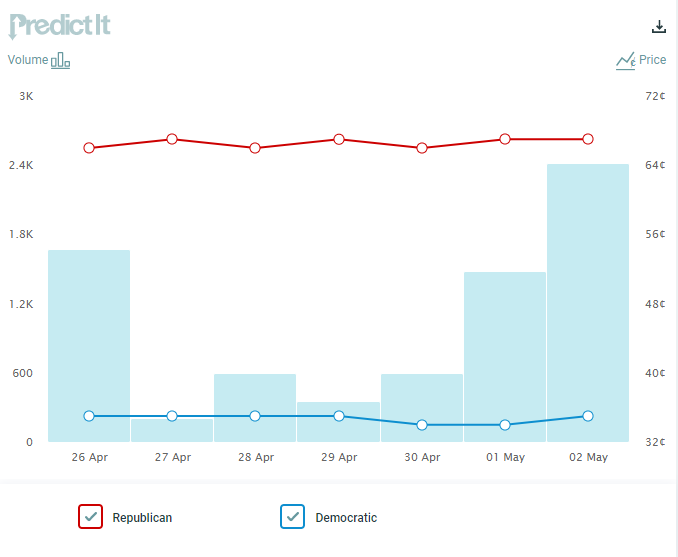 PredictIt
Volume Price
3K 72¢
2.4K 64¢
1.8K 56¢
1.2K 48¢
600 40¢
0 32¢
26 Apr 27 Apr 28 Apr 29 Apr 30 Apr 01 May 02 May
Republican Democratic